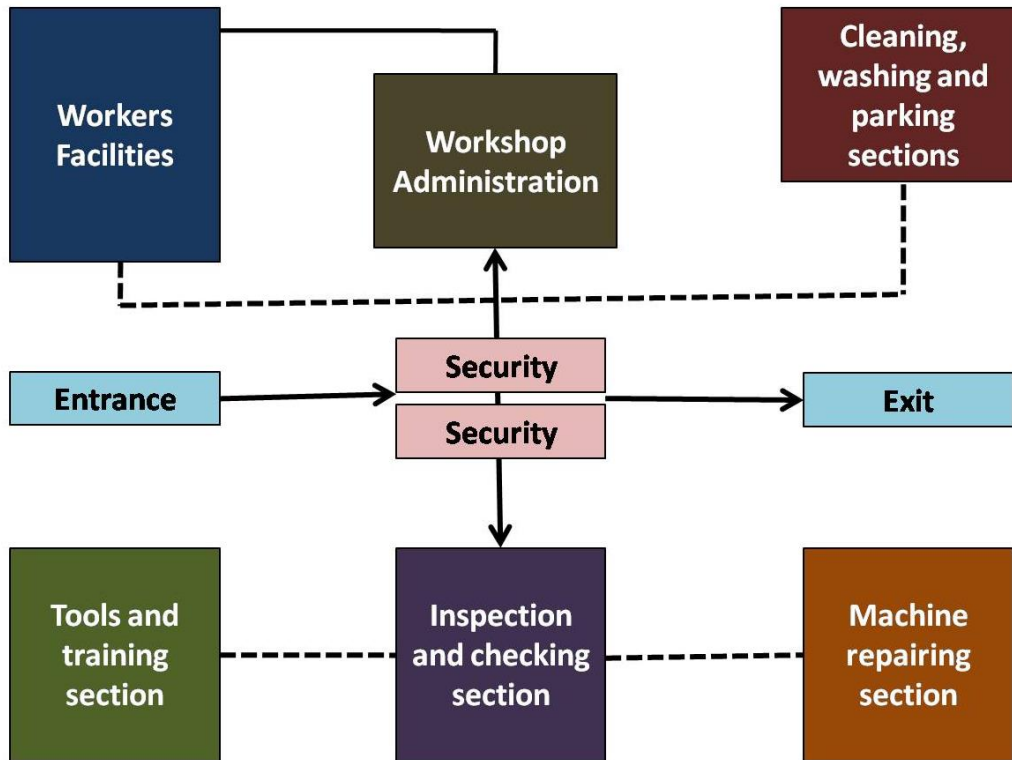 Workers
Facilities
Workshop
Administration
Cleaning,
washing and
parking
sections
Entrance
Security
Security
Exit
Tools and
training
section
Inspection
and checking
section
Machine
repairing
section